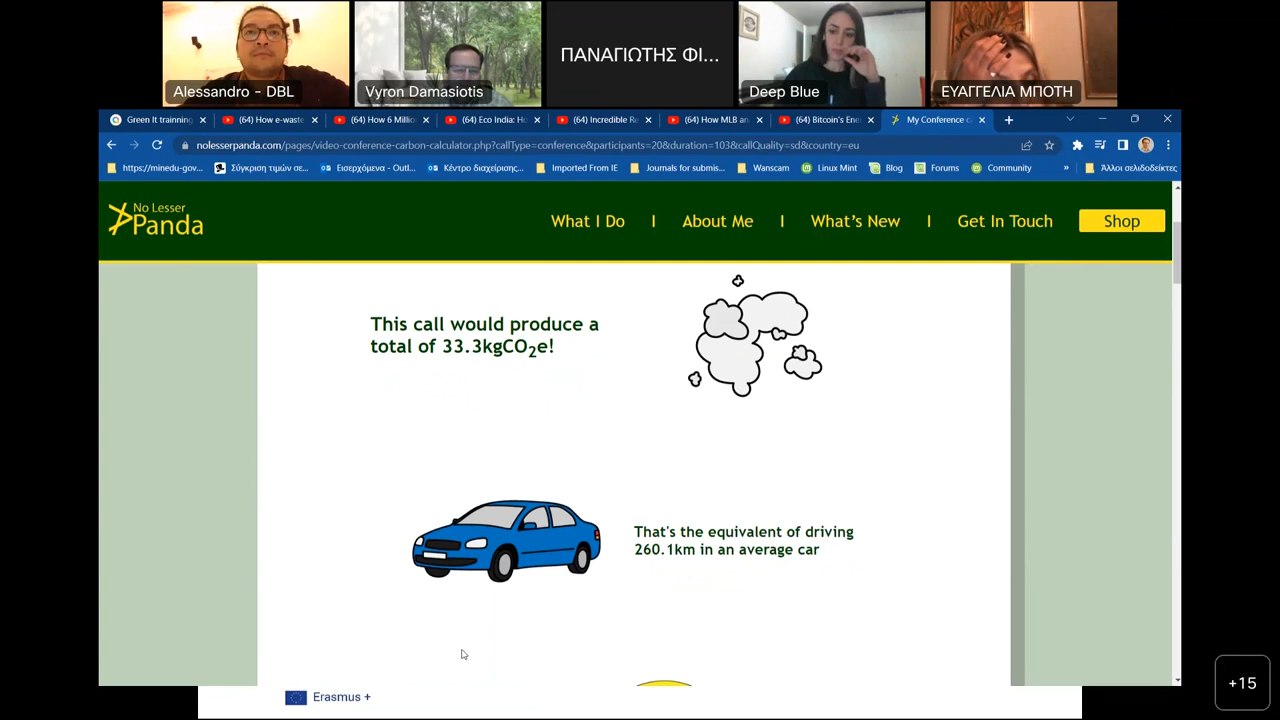 Alessandro - DBL
Vyron Damasiotis
ΠΑΝΑΓΙΩΤΗΣ ΦΙ...
Deep Blue
ΕΥΑΓΓΕΛΙΑ ΜΠΟΤΗ
Green It trainning
(64) How e-waste
(64) How 6 Millio
(64) Eco India: Ho
(64) Incredible Re
(64) How MLB an
(64) Bitcoin's Ene
My Conference c
nolesserpanda.com/pages/video-conference-carbon-calculator.php?callType=conference&participants=20&duration=103&callQuality=sd&country=eu
https://minedu-gov...
Σύγκριση τιμών σε...
Εισερχόμενα - Outl...
Κέντρο διαχείρισης...
Imported From IE
Journals for submis...
Wanscam
Linux Mint
Blog
Forums
Community
»
Άλλοι σελιδοδείκτες
No Lesser
Panda
What I Do | About Me | What's New | Get In Touch
Shop
This call would produce a
total of 33.3kgCO2e!
That's the equivalent of driving
260.1km in an average car
Erasmus +
+15